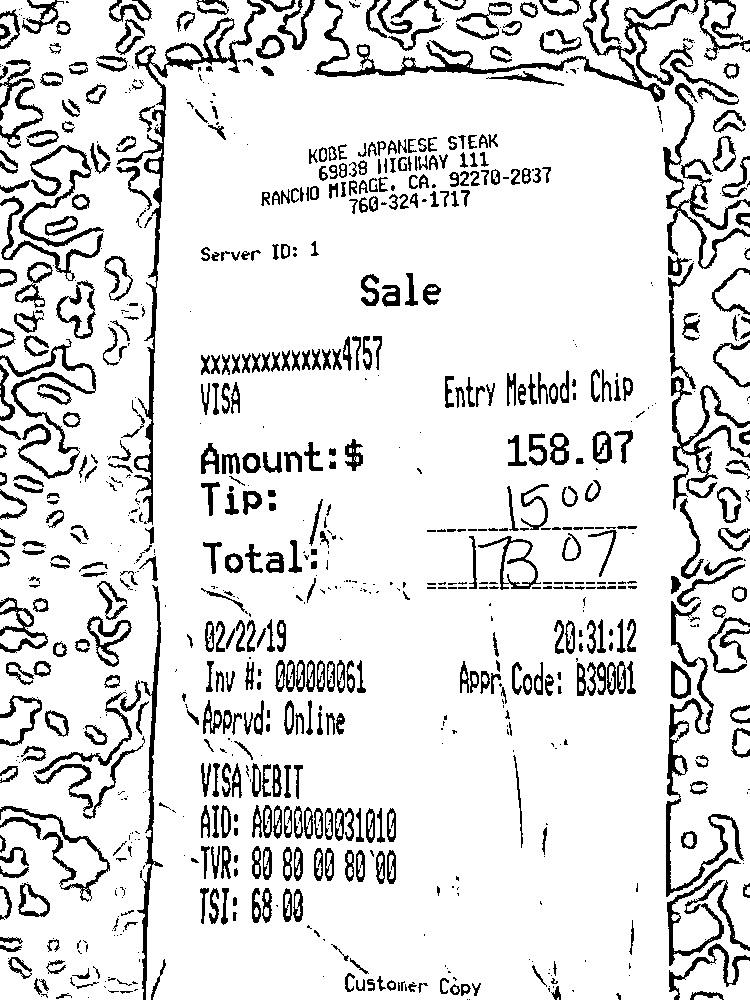 KOBE JAPANESE STEAK
69838 HIGHWAY 111
RANCHO MIRAGE, CA. 92270-2837
760-324-1717
Server ID: 1
Sale
xxxxxxxxxxxxxx4757
VISA Entry Method: Chip
Amount:$ 158.07
Tip: 15 00
Total: 173 07
02/22/19 20:31:12
Inv #: 000000061 Appr Code: B39001
Apprvd: Online
VISA DEBIT
AID: A0000000031010
TVR: 80 80 00 80 00
TSI: 68 00
Customer Copy